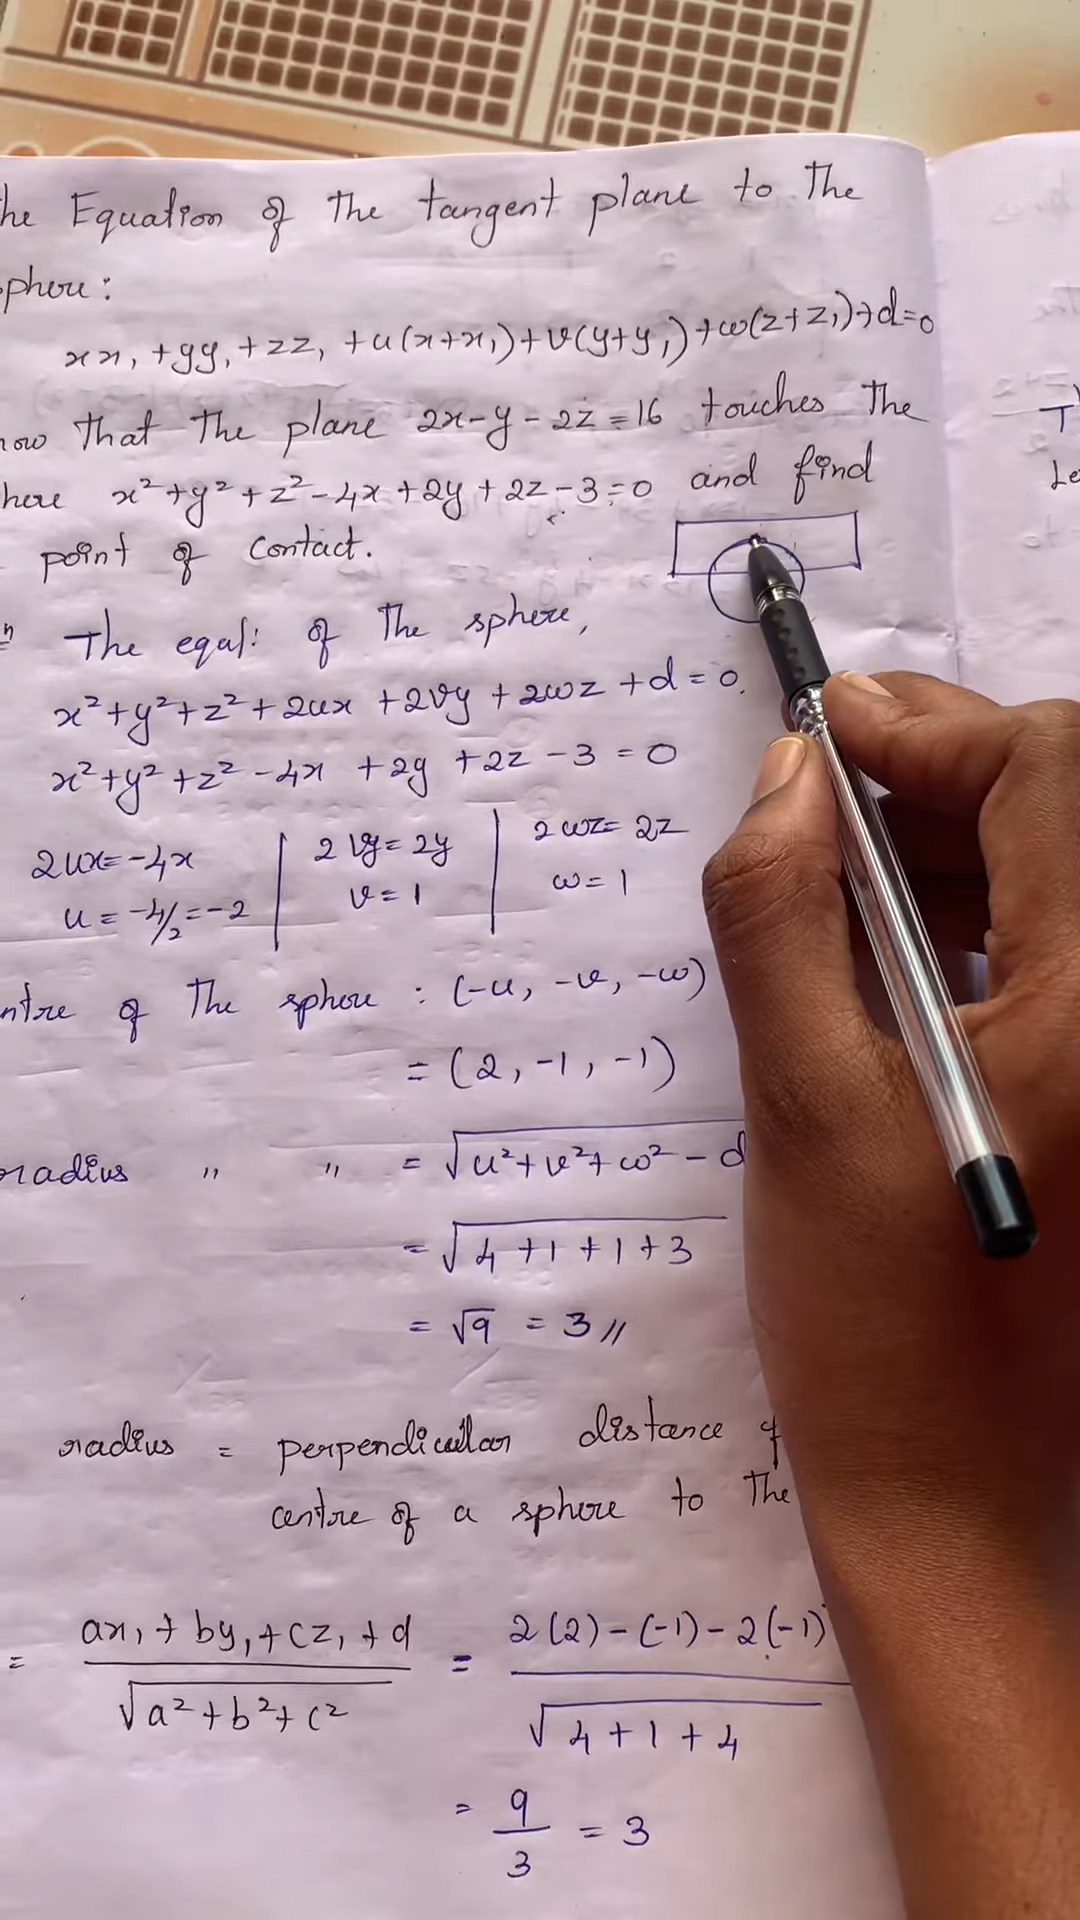 he Equation of the tangent plane to the
sphere:
xx₁ + yy₁ + zz₁ + u(x+x₁) + v(y+y₁) + w(z+z₁) + d = 0
how that the plane 2x - y - 2z = 16 touches the
here x² + y² + z² - 4x + 2y + 2z - 3 = 0 and find
point of contact.
n The eqal: of the sphere,
x² + y² + z² + 2ux + 2vy + 2wz + d = 0.
x² + y² + z² - 4x + 2y + 2z - 3 = 0
2ux = -4x | 2vy = 2y | 2wz = 2z
u = -4/2 = -2 | v = 1 | w = 1
ntre of the sphere : (-u, -v, -w)
= (2, -1, -1)
radius " " = √u² + v² + w² - d
= √4 + 1 + 1 + 3
= √9 = 3 //
radius = perpendicular distance of
centre of a sphere to the
= ax₁ + by₁ + cz₁ + d / √a² + b² + c² = 2(2) - (-1) - 2(-1) / √4 + 1 + 4
= 9/3 = 3